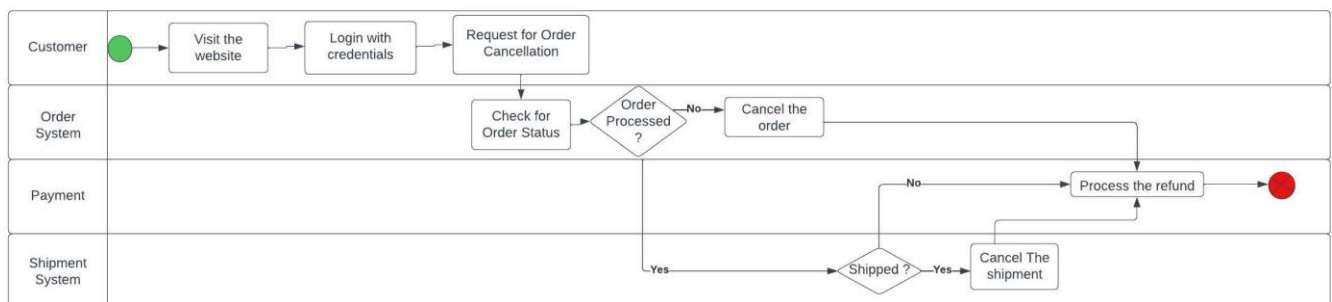 Customer
Visit the
website
Login with
credentials
Request for Order
Cancellation
Order
System
Check for
Order Status
Order
Processed
?
No
Cancel the
order
Payment
No
Process the refund
Shipment
System
Yes
Shipped ?
Yes
Cancel The
shipment